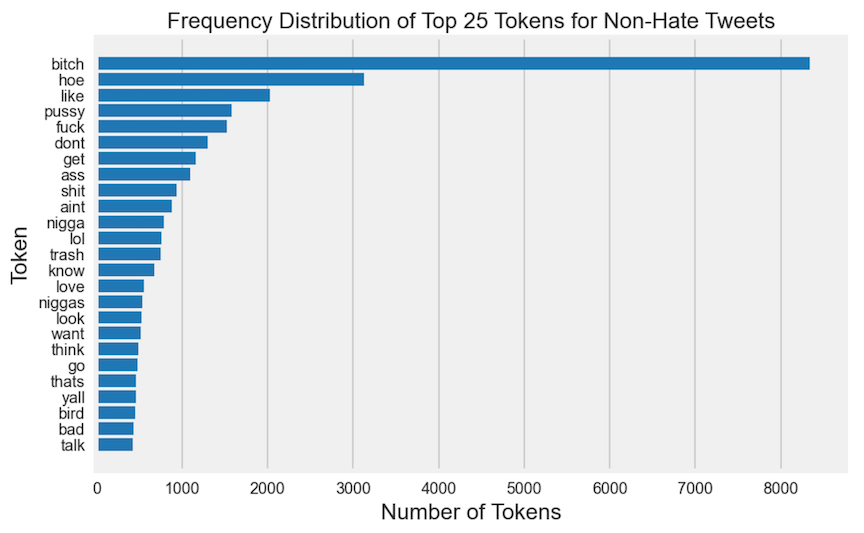 Frequency Distribution of Top 25 Tokens for Non-Hate Tweets
bitch
hoe
like
pussy
fuck
dont
get
ass
shit
aint
nigga
lol
trash
know
love
niggas
look
want
think
go
thats
yall
bird
bad
talk
Token
0 1000 2000 3000 4000 5000 6000 7000 8000
Number of Tokens